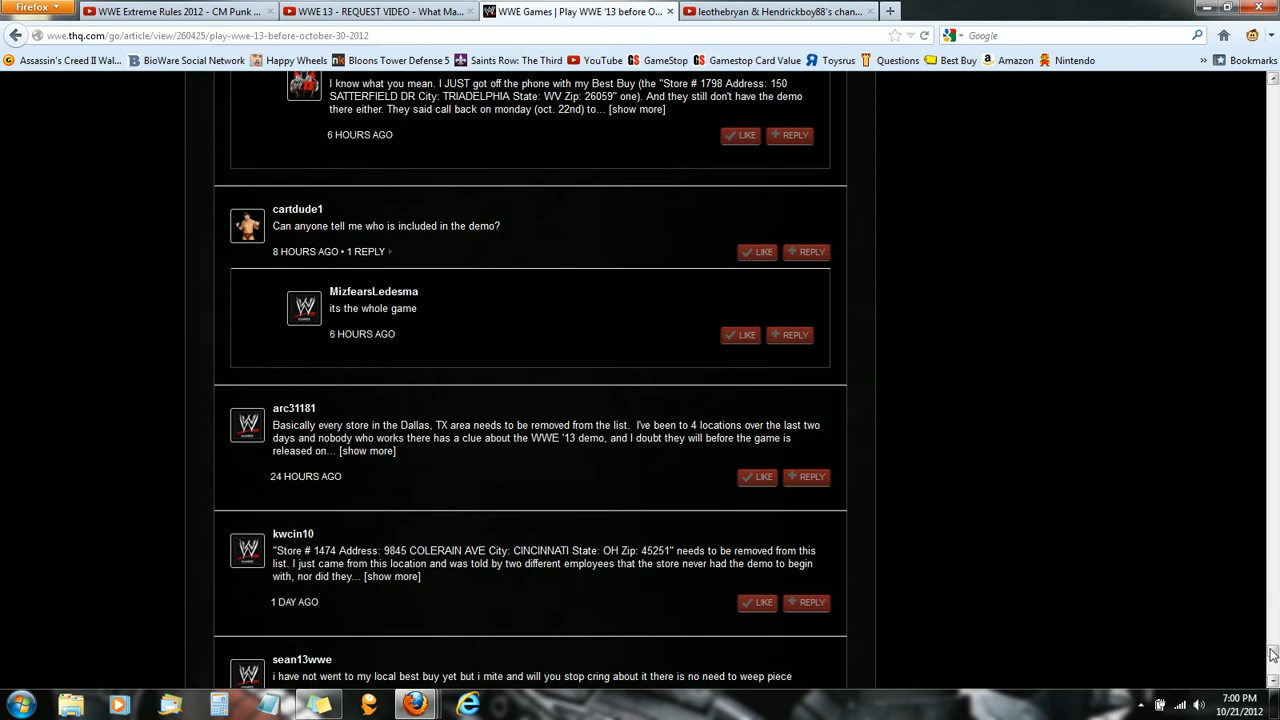 Firefox
WWE Extreme Rules 2012 - CM Punk ...
WWE 13 - REQUEST VIDEO - What Ma...
WWE Games | Play WWE '13 before O...
leothebryan & Hendrickboy88's chan...
www.thq.com/go/article/view/260425/play-wwe-13-before-october-30-2012
Google
Assassin's Creed II Wal...
BioWare Social Network
Happy Wheels
Bloons Tower Defense 5
Saints Row: The Third
YouTube
GameStop
Gamestop Card Value
Toysrus
Questions
Best Buy
Amazon
Nintendo
Bookmarks
I know what you mean. I JUST got off the phone with my Best Buy (the "Store # 1798 Address: 150
SATTERFIELD DR City: TRIADELPHIA State: WV Zip: 26059" one). And they still don't have the demo
there either. They said call back on monday (oct. 22nd) to... [show more]
6 HOURS AGO
LIKE
REPLY
cartdude1
Can anyone tell me who is included in the demo?
8 HOURS AGO • 1 REPLY
LIKE
REPLY
MizfearsLedesma
its the whole game
6 HOURS AGO
LIKE
REPLY
arc31181
Basically every store in the Dallas, TX area needs to be removed from the list.  I've been to 4 locations over the last two
days and nobody who works there has a clue about the WWE '13 demo, and I doubt they will before the game is
released on... [show more]
24 HOURS AGO
LIKE
REPLY
kwcin10
"Store # 1474 Address: 9845 COLERAIN AVE City: CINCINNATI State: OH Zip: 45251" needs to be removed from this
list. I just came from this location and was told by two different employees that the store never had the demo to begin
with, nor did they... [show more]
1 DAY AGO
LIKE
REPLY
sean13wwe
i have not went to my local best buy yet but i mite and will you stop cring about it there is no need to weep piece
7:00 PM
10/21/2012